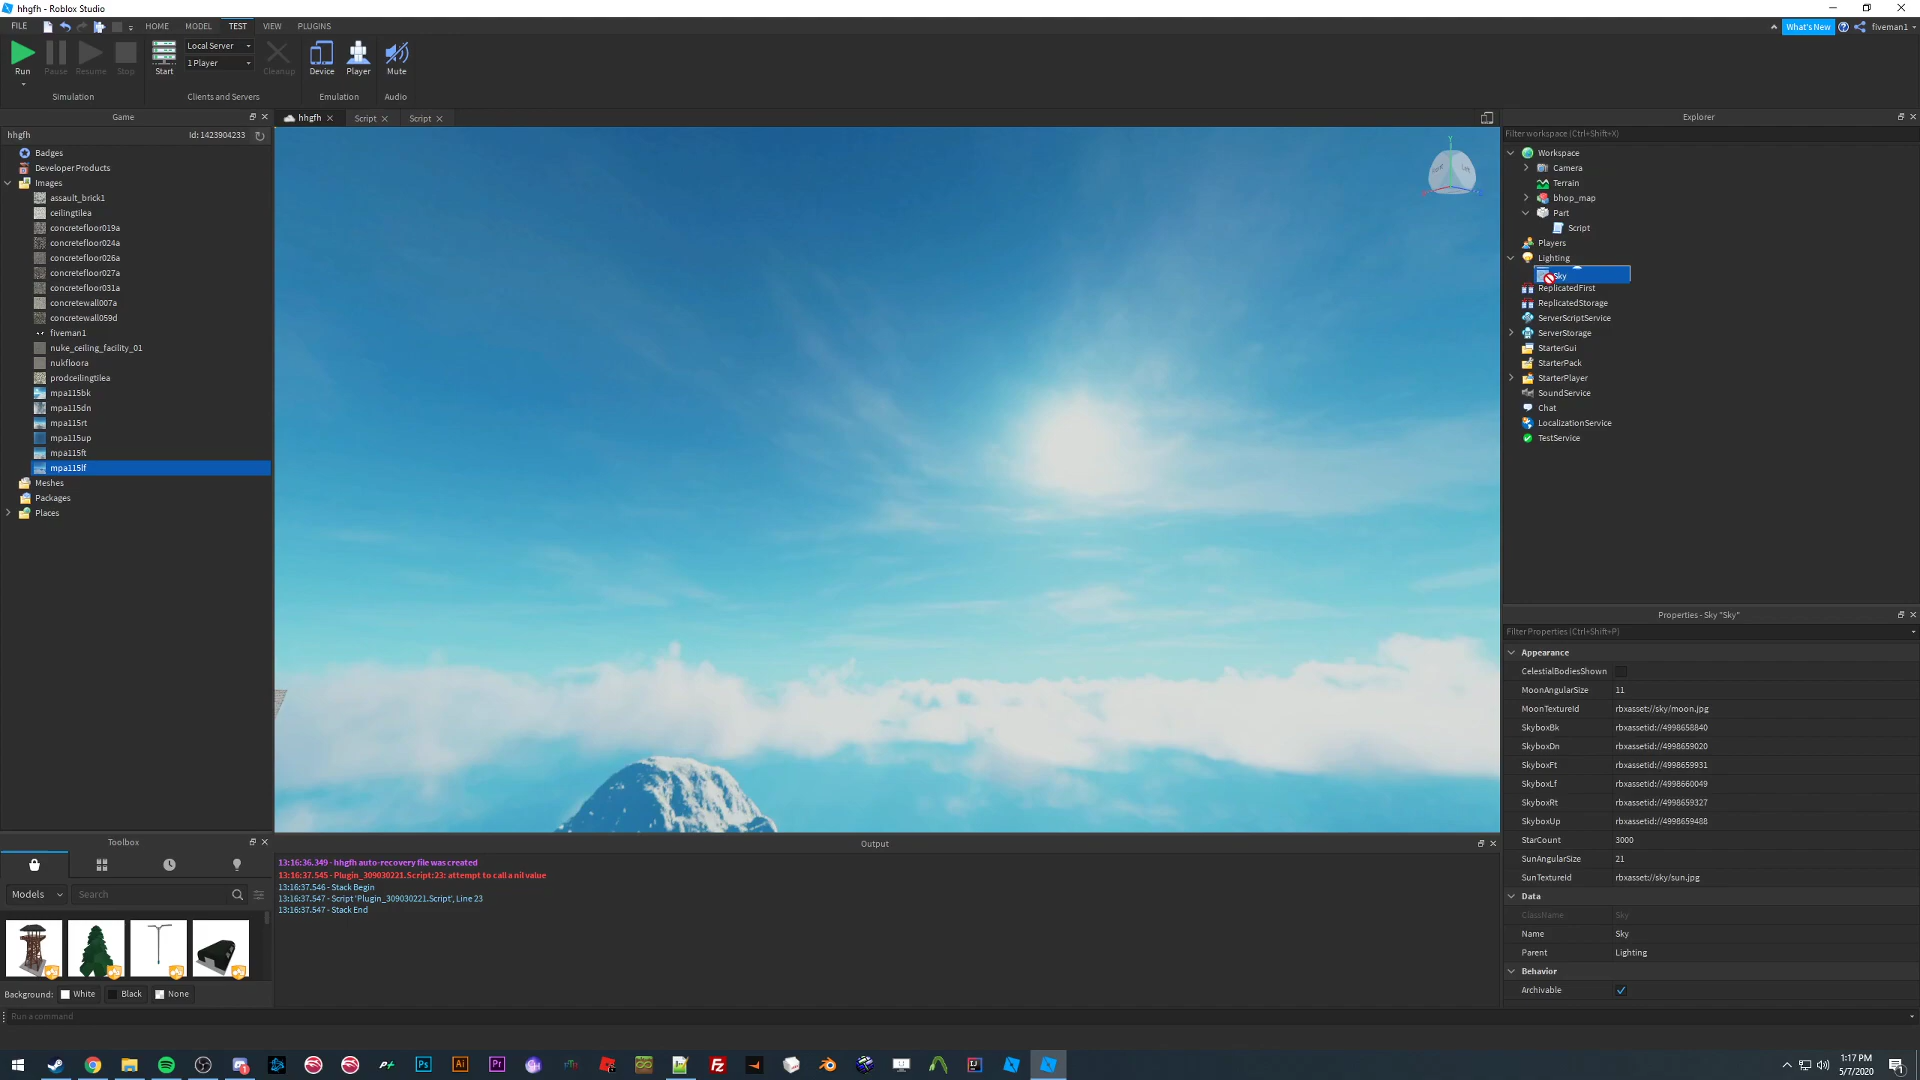 hhgfh - Roblox Studio
FILE HOME MODEL TEST VIEW PLUGINS What's New fiveman1
Run Pause Resume Stop Start Local Server 1 Player Cleanup Device Player Mute
Simulation Clients and Servers Emulation Audio
Game
hhgfh Id: 1423904233
Badges
Developer Products
Images
assault_brick1
ceilingtilea
concretefloor019a
concretefloor024a
concretefloor026a
concretefloor027a
concretefloor031a
concretewall007a
concretewall059d
fiveman1
nuke_ceiling_facility_01
nukfloora
prodceilingtilea
mpa115bk
mpa115dn
mpa115rt
mpa115up
mpa115ft
mpa115lf
Meshes
Packages
Places
hhgfh Script Script
Explorer
Filter workspace (Ctrl+Shift+X)
Workspace
Camera
Terrain
bhop_map
Part
Script
Players
Lighting
Sky
ReplicatedFirst
ReplicatedStorage
ServerScriptService
ServerStorage
StarterGui
StarterPack
StarterPlayer
SoundService
Chat
LocalizationService
TestService
Properties - Sky "Sky"
Filter Properties (Ctrl+Shift+P)
Appearance
CelestialBodiesShown
MoonAngularSize 11
MoonTextureId rbxasset://sky/moon.jpg
SkyboxBk rbxassetid://4998658840
SkyboxDn rbxassetid://4998659020
SkyboxFt rbxassetid://4998659931
SkyboxLf rbxassetid://4998660049
SkyboxRt rbxassetid://4998659327
SkyboxUp rbxassetid://4998659488
StarCount 3000
SunAngularSize 21
SunTextureId rbxasset://sky/sun.jpg
Data
ClassName Sky
Name Sky
Parent Lighting
Behavior
Archivable
Toolbox
Models Search
Background: White Black None
Output
13:16:36.349 - hhgfh auto-recovery file was created
13:16:37.545 - Plugin_309030221.Script:23: attempt to call a nil value
13:16:37.546 - Stack Begin
13:16:37.547 - Script 'Plugin_309030221.Script', Line 23
13:16:37.547 - Stack End
Run a command
1:17 PM
5/7/2020